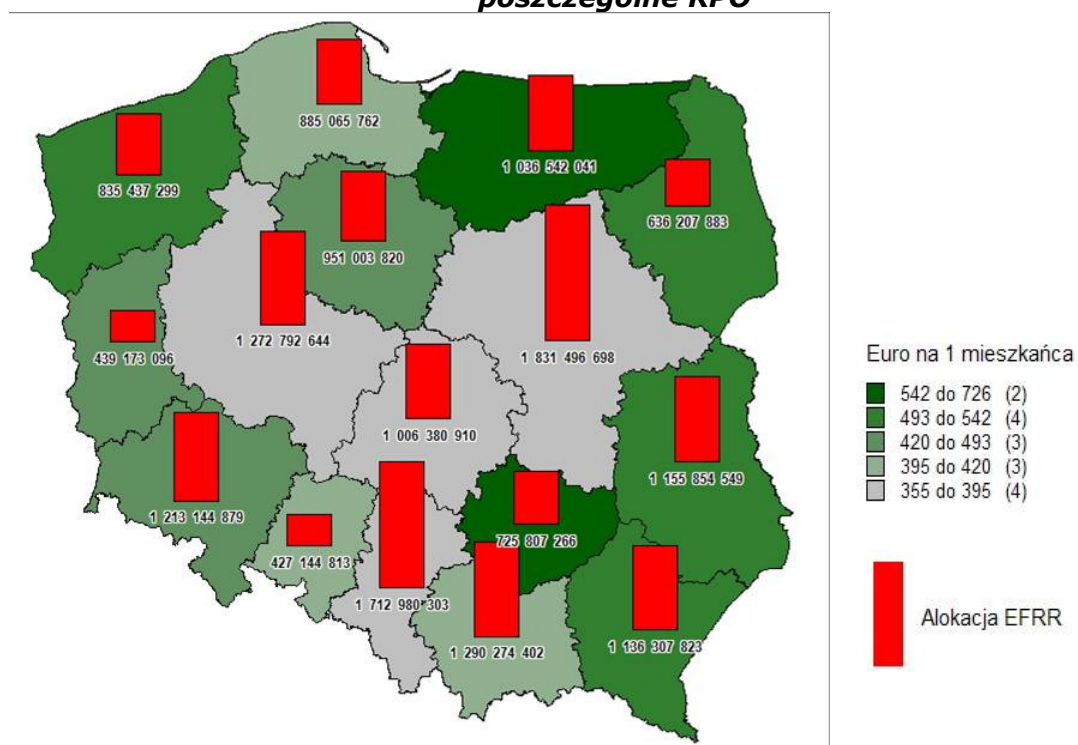 poszczególne RPO
885 065 762
1 036 542 041
835 437 299
636 207 883
951 003 820
1 272 792 644
1 831 496 698
439 173 096
1 006 380 910
1 155 854 549
1 213 144 879
725 807 266
427 144 813
1 712 980 303
1 290 274 402
1 136 307 823
Euro na 1 mieszkańca
542 do 726 (2)
493 do 542 (4)
420 do 493 (3)
395 do 420 (3)
355 do 395 (4)
Alokacja EFRR